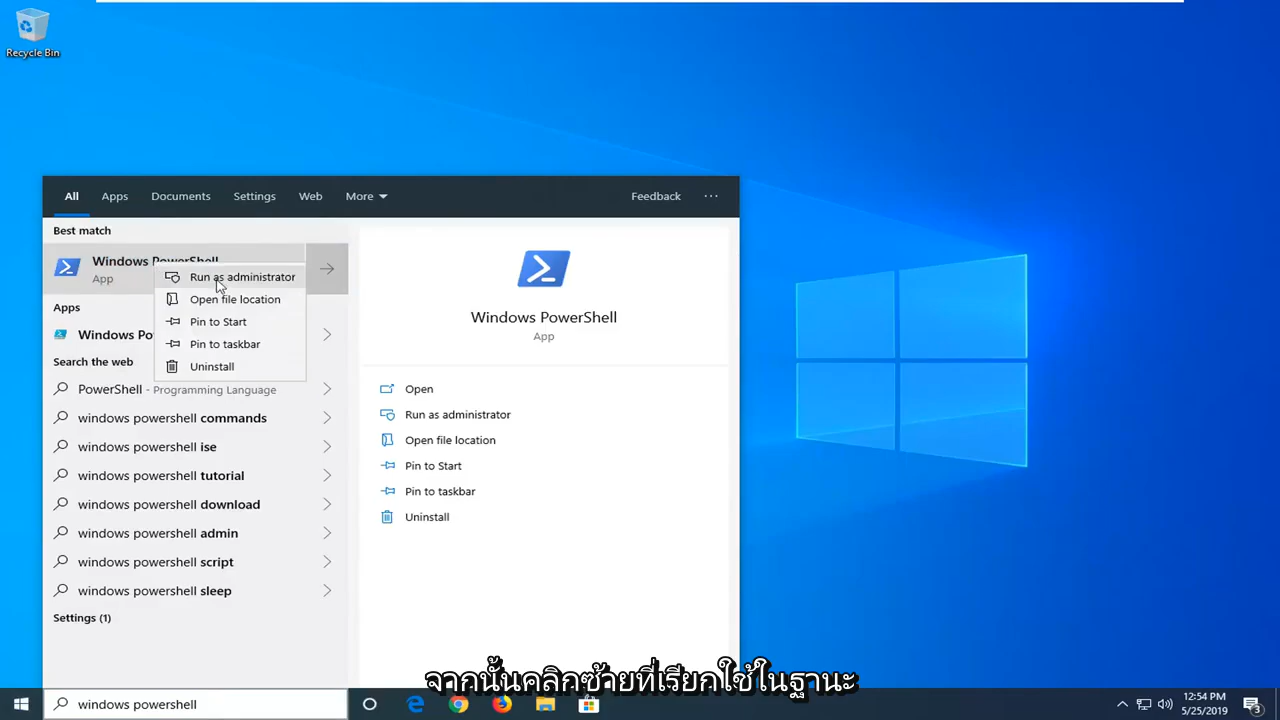 Recycle Bin
All Apps Documents Settings Web More Feedback ...
Best match
Windows PowerShell
App
Run as administrator
Open file location
Pin to Start
Pin to taskbar
Uninstall
Apps
Windows Po
Search the web
PowerShell - Programming Language
windows powershell commands
windows powershell ise
windows powershell tutorial
windows powershell download
windows powershell admin
windows powershell script
windows powershell sleep
Settings (1)
Windows PowerShell
App
Open
Run as administrator
Open file location
Pin to Start
Pin to taskbar
Uninstall
จากนั้นคลิกซ้ายที่เรียกใช้ในฐานะ
windows powershell
12:54 PM
5/25/2019
3